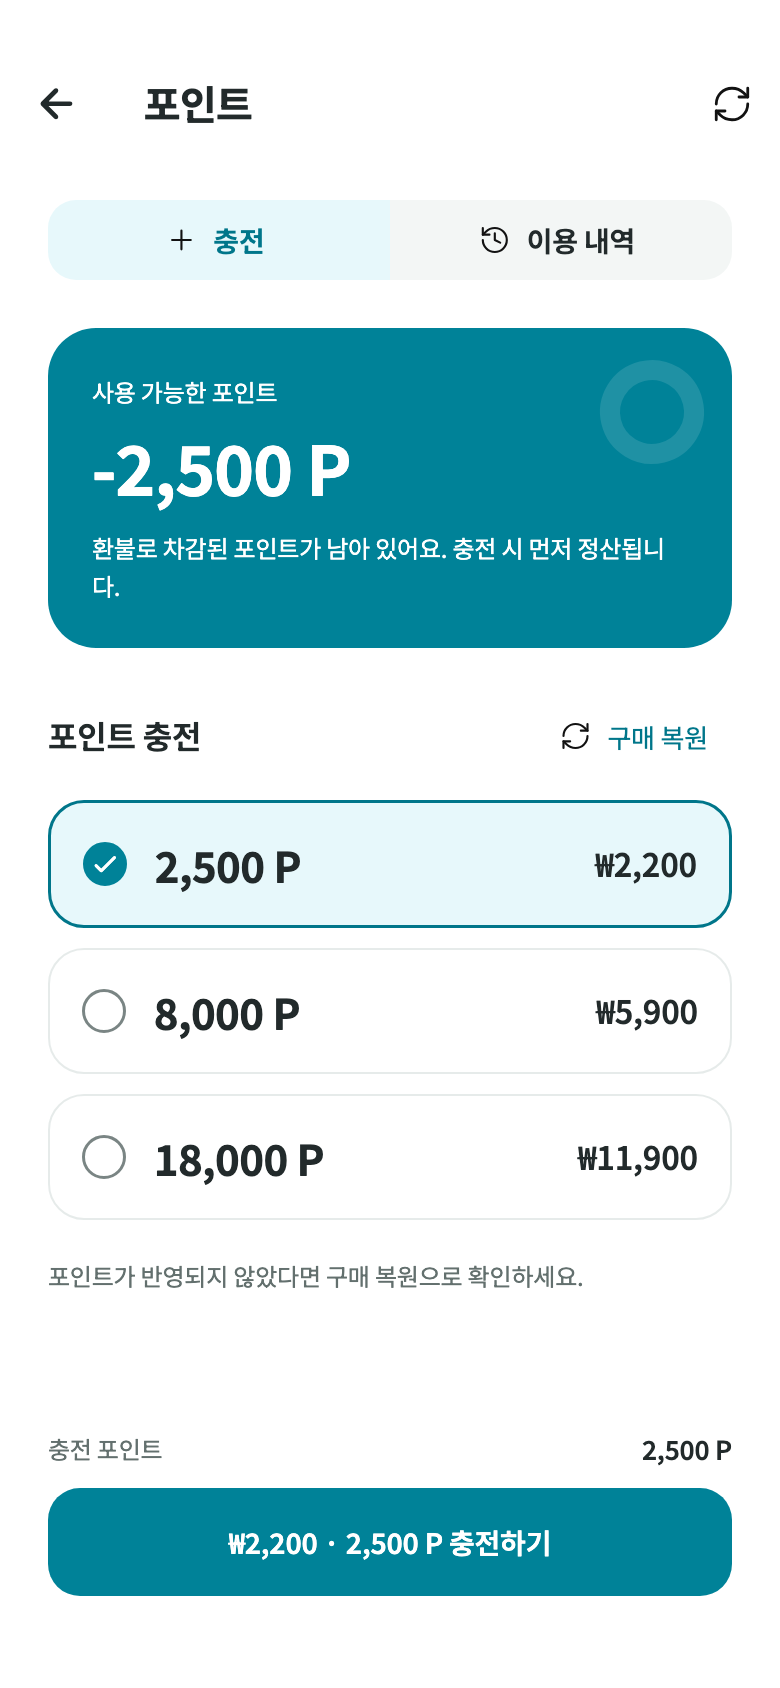 포인트
충전
이용 내역
사용 가능한 포인트
-2,500 P
환불로 차감된 포인트가 남아 있어요. 충전 시 먼저 정산됩니
다.
포인트 충전
구매 복원
2,500 P
₩2,200
8,000 P
₩5,900
18,000 P
₩11,900
포인트가 반영되지 않았다면 구매 복원으로 확인하세요.
충전 포인트
2,500 P
₩2,200 · 2,500 P 충전하기